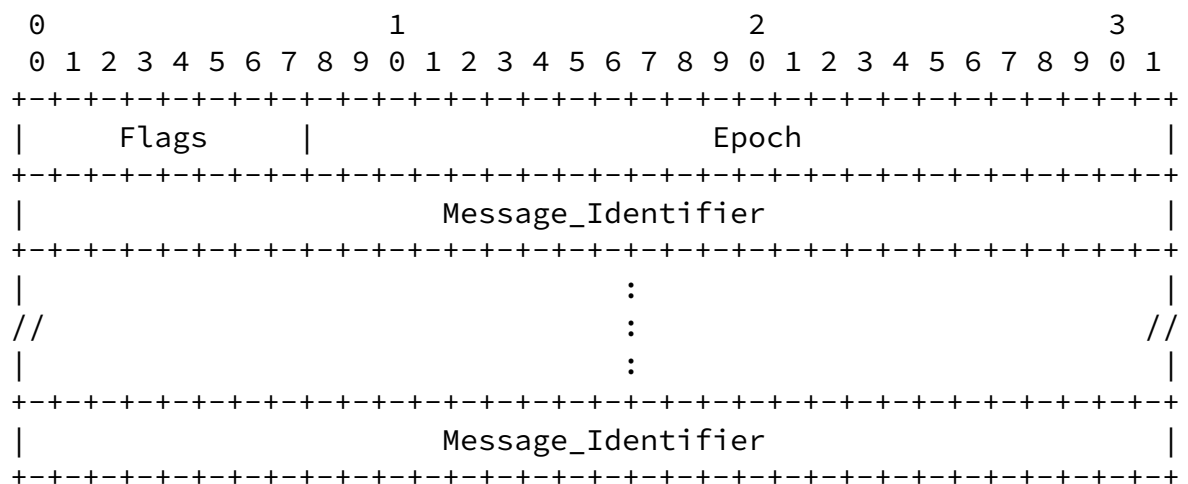 0                   1                   2                   3
 0 1 2 3 4 5 6 7 8 9 0 1 2 3 4 5 6 7 8 9 0 1 2 3 4 5 6 7 8 9 0 1
+-+-+-+-+-+-+-+-+-+-+-+-+-+-+-+-+-+-+-+-+-+-+-+-+-+-+-+-+-+-+-+-+
|     Flags     |                      Epoch                    |
+-+-+-+-+-+-+-+-+-+-+-+-+-+-+-+-+-+-+-+-+-+-+-+-+-+-+-+-+-+-+-+-+
|                       Message_Identifier                      |
+-+-+-+-+-+-+-+-+-+-+-+-+-+-+-+-+-+-+-+-+-+-+-+-+-+-+-+-+-+-+-+-+
|                                 :                             |
//                                :                            //
|                                 :                             |
+-+-+-+-+-+-+-+-+-+-+-+-+-+-+-+-+-+-+-+-+-+-+-+-+-+-+-+-+-+-+-+-+
|                       Message_Identifier                      |
+-+-+-+-+-+-+-+-+-+-+-+-+-+-+-+-+-+-+-+-+-+-+-+-+-+-+-+-+-+-+-+-+